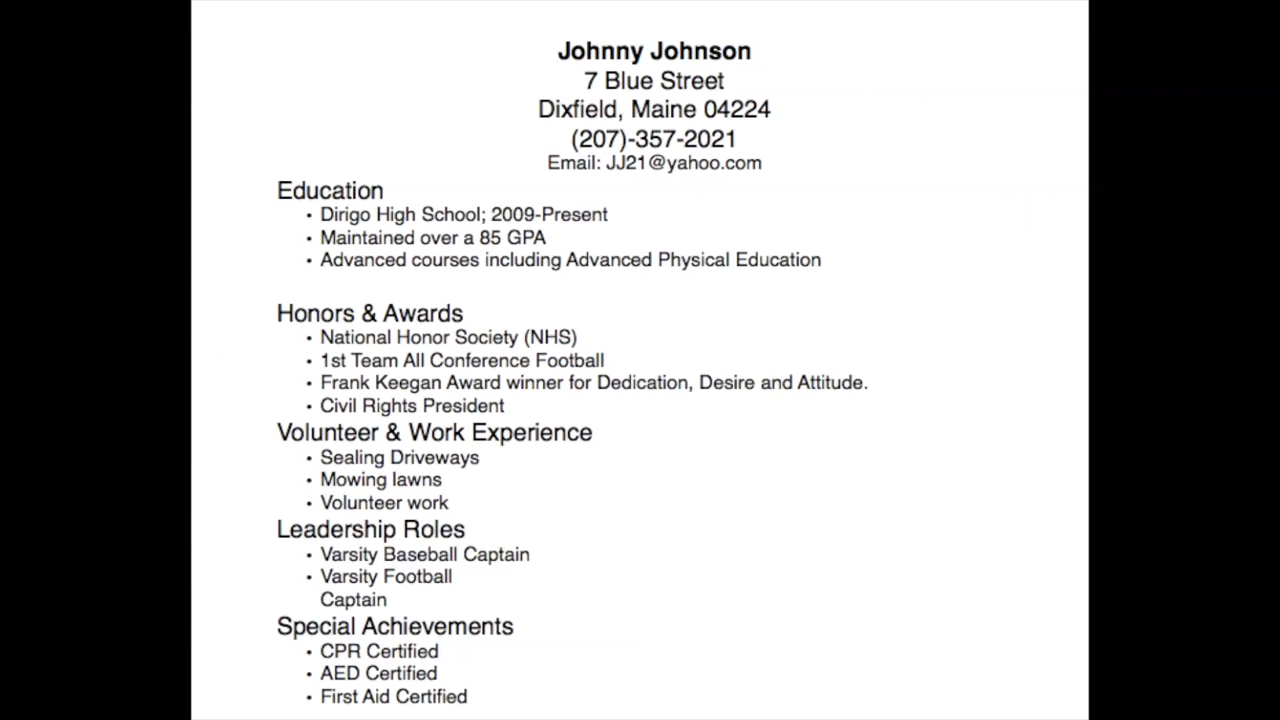 Johnny Johnson
7 Blue Street
Dixfield, Maine 04224
(207)-357-2021
Email: JJ21@yahoo.com
Education
• Dirigo High School; 2009-Present
• Maintained over a 85 GPA
• Advanced courses including Advanced Physical Education
Honors & Awards
• National Honor Society (NHS)
• 1st Team All Conference Football
• Frank Keegan Award winner for Dedication, Desire and Attitude.
• Civil Rights President
Volunteer & Work Experience
• Sealing Driveways
• Mowing lawns
• Volunteer work
Leadership Roles
• Varsity Baseball Captain
• Varsity Football
Captain
Special Achievements
• CPR Certified
• AED Certified
• First Aid Certified